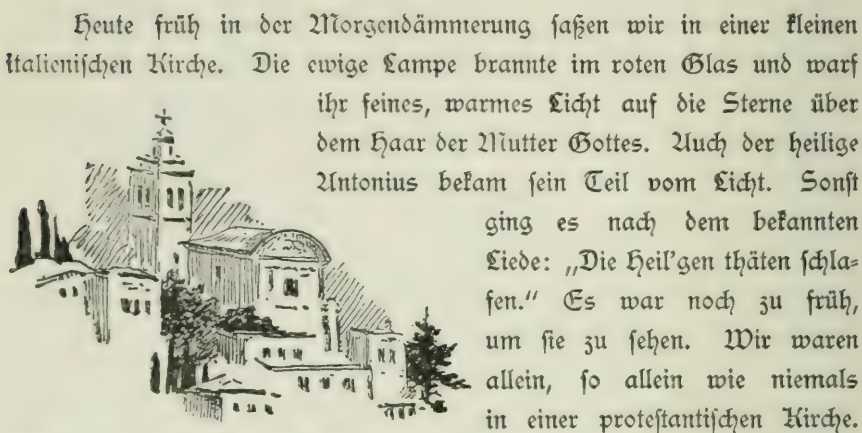 Heute früh in der Morgendämmerung saßen wir in einer kleinen
italienischen Kirche. Die ewige Lampe brannte im roten Glas und warf
ihr feines, warmes Licht auf die Sterne über
dem Haar der Mutter Gottes. Auch der heilige
Antonius bekam sein Teil vom Licht. Sonst
ging es nach dem bekannten
Liede: „Die Heil'gen thäten schla-
fen.“ Es war noch zu früh,
um sie zu sehen. Wir waren
allein, so allein wie niemals
in einer protestantischen Kirche.